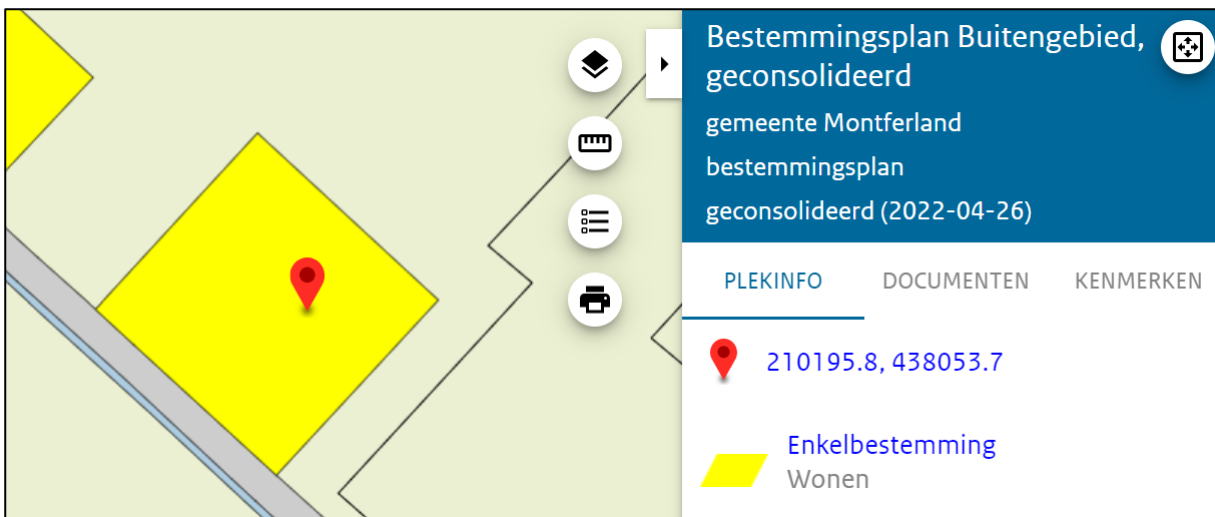 Bestemmingsplan Buitengebied,
geconsolideerd
gemeente Montferland
bestemmingsplan
geconsolideerd (2022-04-26)
PLEKINFO DOCUMENTEN KENMERKEN
210195.8, 438053.7
Enkelbestemming
Wonen